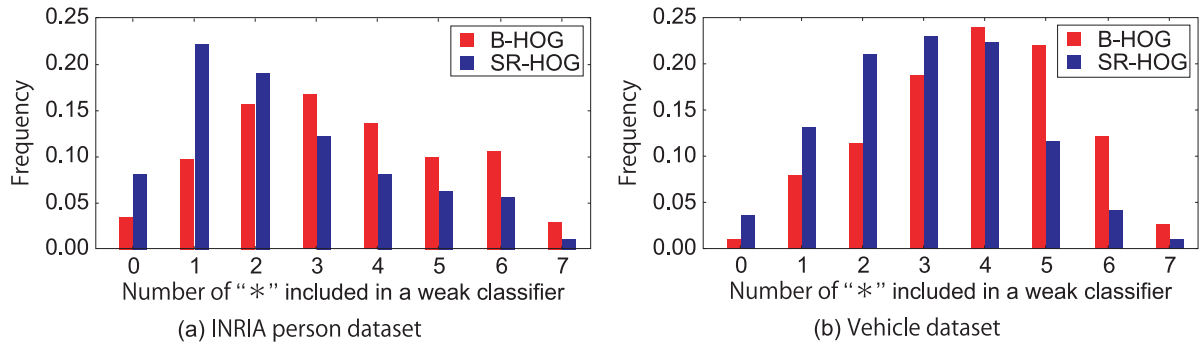 0.25
0.20
0.15
0.10
0.05
0.00
Frequency
B-HOG
SR-HOG
0 1 2 3 4 5 6 7
Number of “＊” included in a weak classifier
(a) INRIA person dataset
0.25
0.20
0.15
0.10
0.05
0.00
Frequency
B-HOG
SR-HOG
0 1 2 3 4 5 6 7
Number of “＊” included in a weak classifier
(b) Vehicle dataset